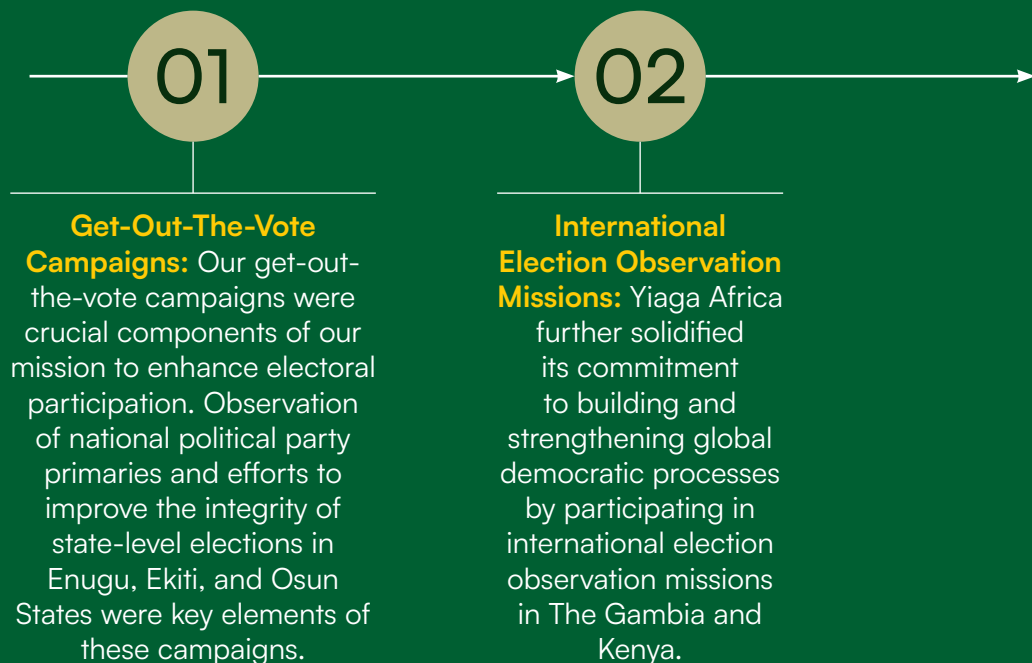 01
Get-Out-The-Vote
Campaigns: Our get-out-
the-vote campaigns were
crucial components of our
mission to enhance electoral
participation. Observation
of national political party
primaries and efforts to
improve the integrity of
state-level elections in
Enugu, Ekiti, and Osun
States were key elements of
these campaigns.
02
International
Election Observation
Missions: Yiaga Africa
further solidified
its commitment
to building and
strengthening global
democratic processes
by participating in
international election
observation missions
in The Gambia and
Kenya.